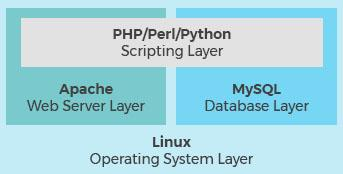 PHP/Perl/Python
Scripting Layer
Apache
Web Server Layer
MySQL
Database Layer
Linux
Operating System Layer